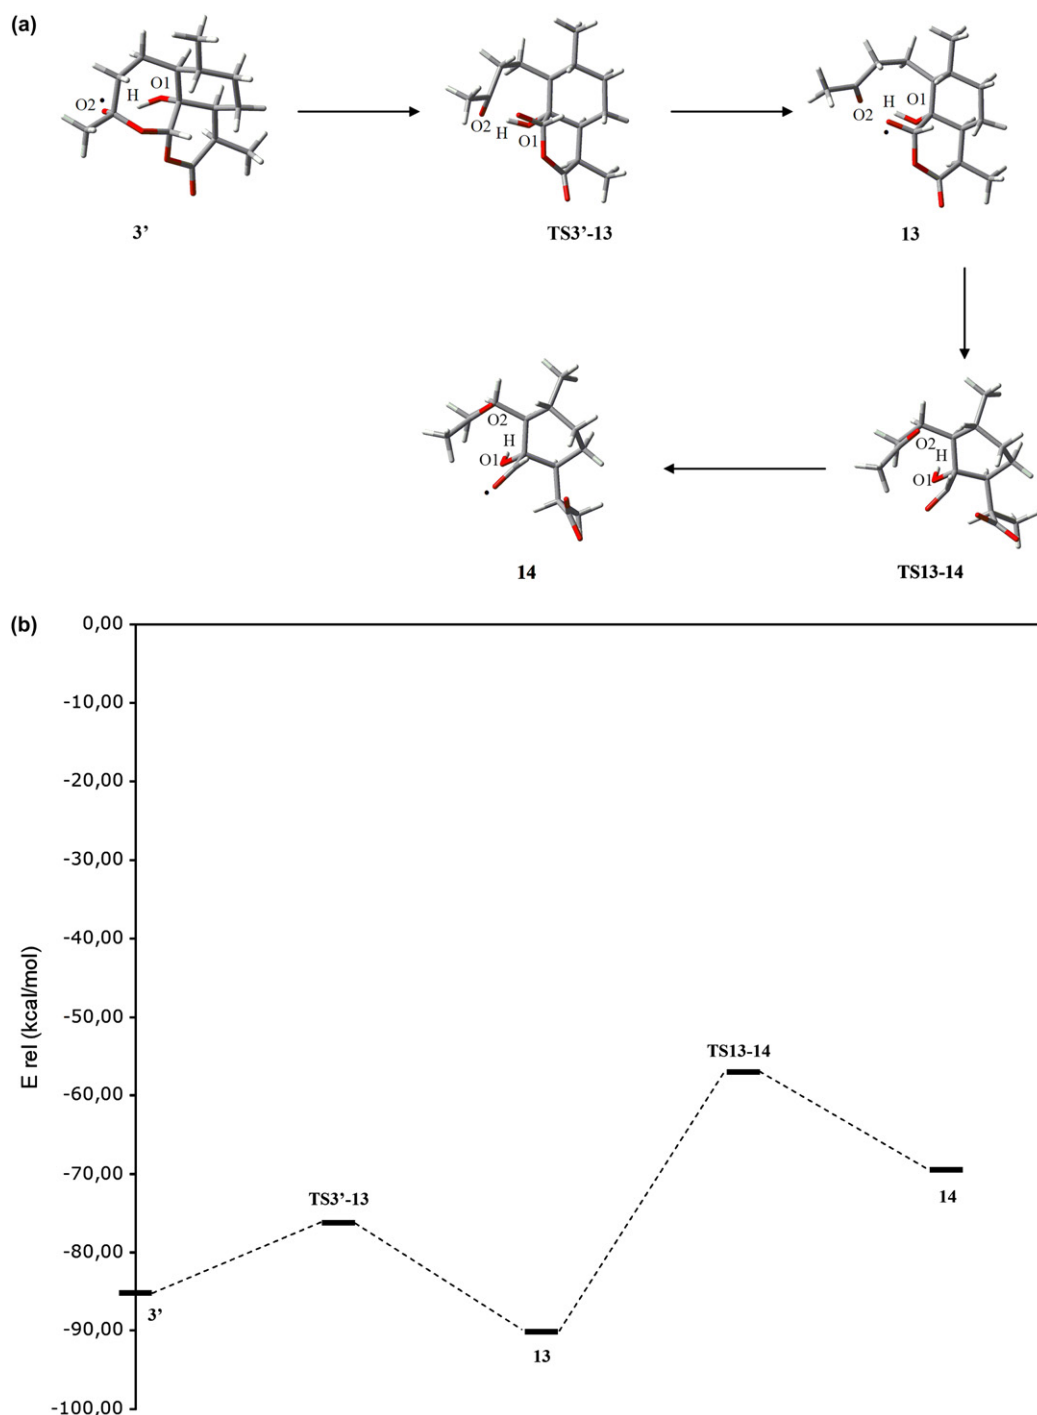 (a)
H
O1
O2
3’
O2
H
O1
TS3’-13
O1
H
O2
13
O2
H
O1
14
O2
H
O1
TS13-14
(b)
0,00
-10,00
-20,00
-30,00
-40,00
-50,00
-60,00
-70,00
-80,00
-90,00
-100,00
E rel (kcal/mol)
3’
TS3’-13
13
TS13-14
14